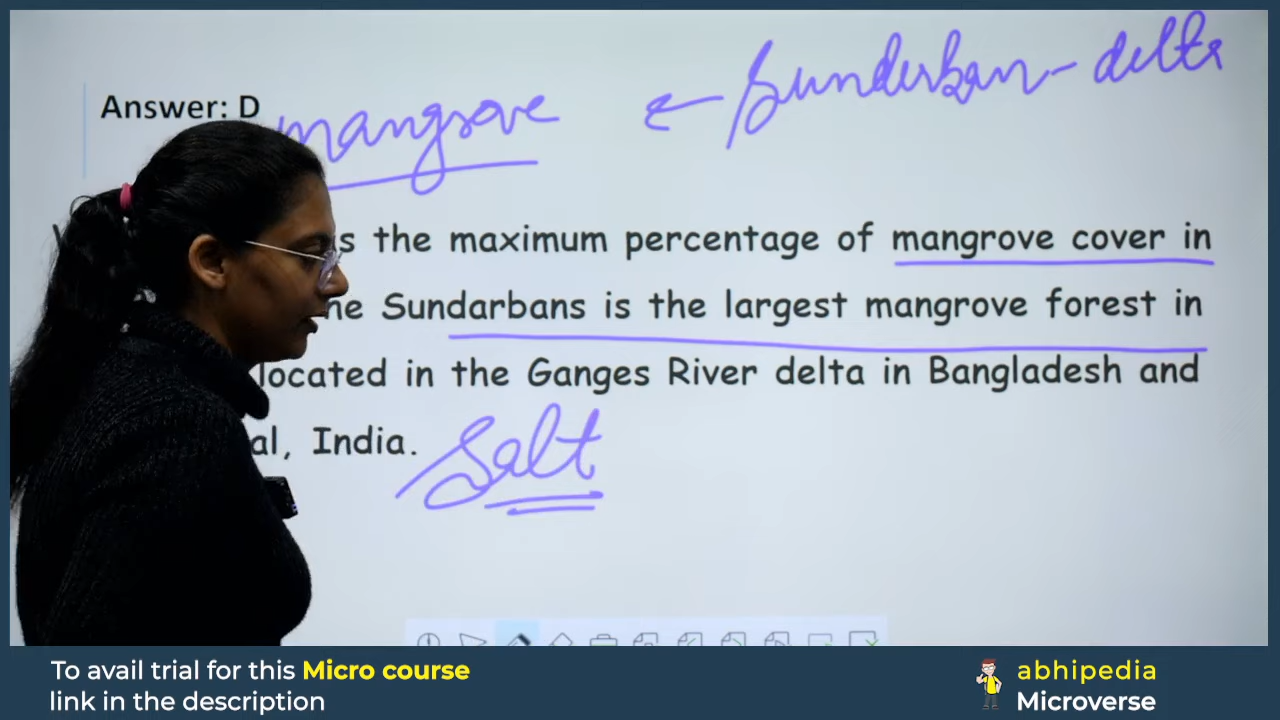 Sunderban - delta
Answer: D
mangrove ←
s the maximum percentage of mangrove cover in
ne Sundarbans is the largest mangrove forest in
located in the Ganges River delta in Bangladesh and
al, India.
Salt
To avail trial for this Micro course
link in the description
abhipedia
Microverse